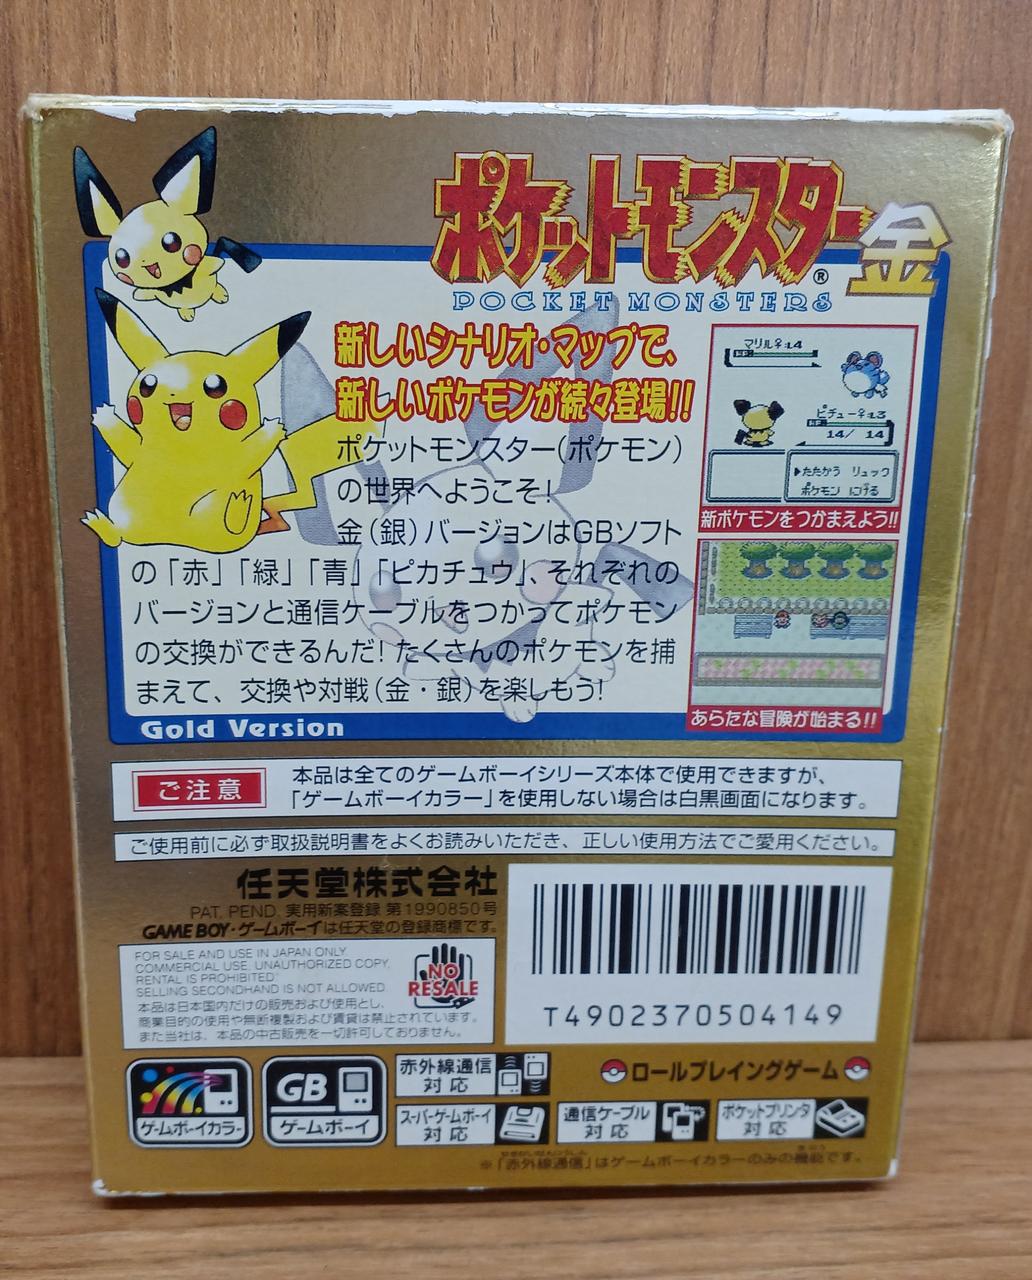 ポケットモンスター金
®
POCKET MONSTERS
新しいシナリオ・マップで、
新しいポケモンが続々登場!!
ポケットモンスター(ポケモン)
の世界へようこそ!
金(銀)バージョンはGBソフト
の「赤」「緑」「青」「ピカチュウ」、それぞれの
バージョンと通信ケーブルをつかってポケモン
の交換ができるんだ! たくさんのポケモンを捕
まえて、交換や対戦(金・銀)を楽しもう!
Gold Version
マリル♀:L4
HP
ピチュー♀:L3
HP
14/ 14
▶たたかう リュック
ポケモン にげる
新ポケモンをつかまえよう!!
あらたな冒険が始まる!!
ご注意
本品は全てのゲームボーイシリーズ本体で使用できますが、
「ゲームボーイカラー」を使用しない場合は白黒画面になります。
ご使用前に必ず取扱説明書をよくお読みいただき、正しい使用方法でご愛用ください。
任天堂株式会社
PAT. PEND. 実用新案登録 第1990850号
GAME BOY・ゲームボーイは任天堂の登録商標です。
FOR SALE AND USE IN JAPAN ONLY.
COMMERCIAL USE, UNAUTHORIZED COPY,
RENTAL IS PROHIBITED
SELLING SECONDHAND IS NOT ALLOWED.
本品は日本国内だけの販売および使用とし、
商業目的の使用や無断複製および賃貸は禁止されています。
また当社は、本品の中古販売を一切許可しておりません。
NO
RESALE
T4902370504149
ゲームボーイカラー
GB
ゲームボーイ
赤外線通信
対応
ロールプレイングゲーム
スーパーゲームボーイ
対応
通信ケーブル
対応
ポケットプリンタ
対応
※「赤外線通信」はゲームボーイカラーのみの機能です。